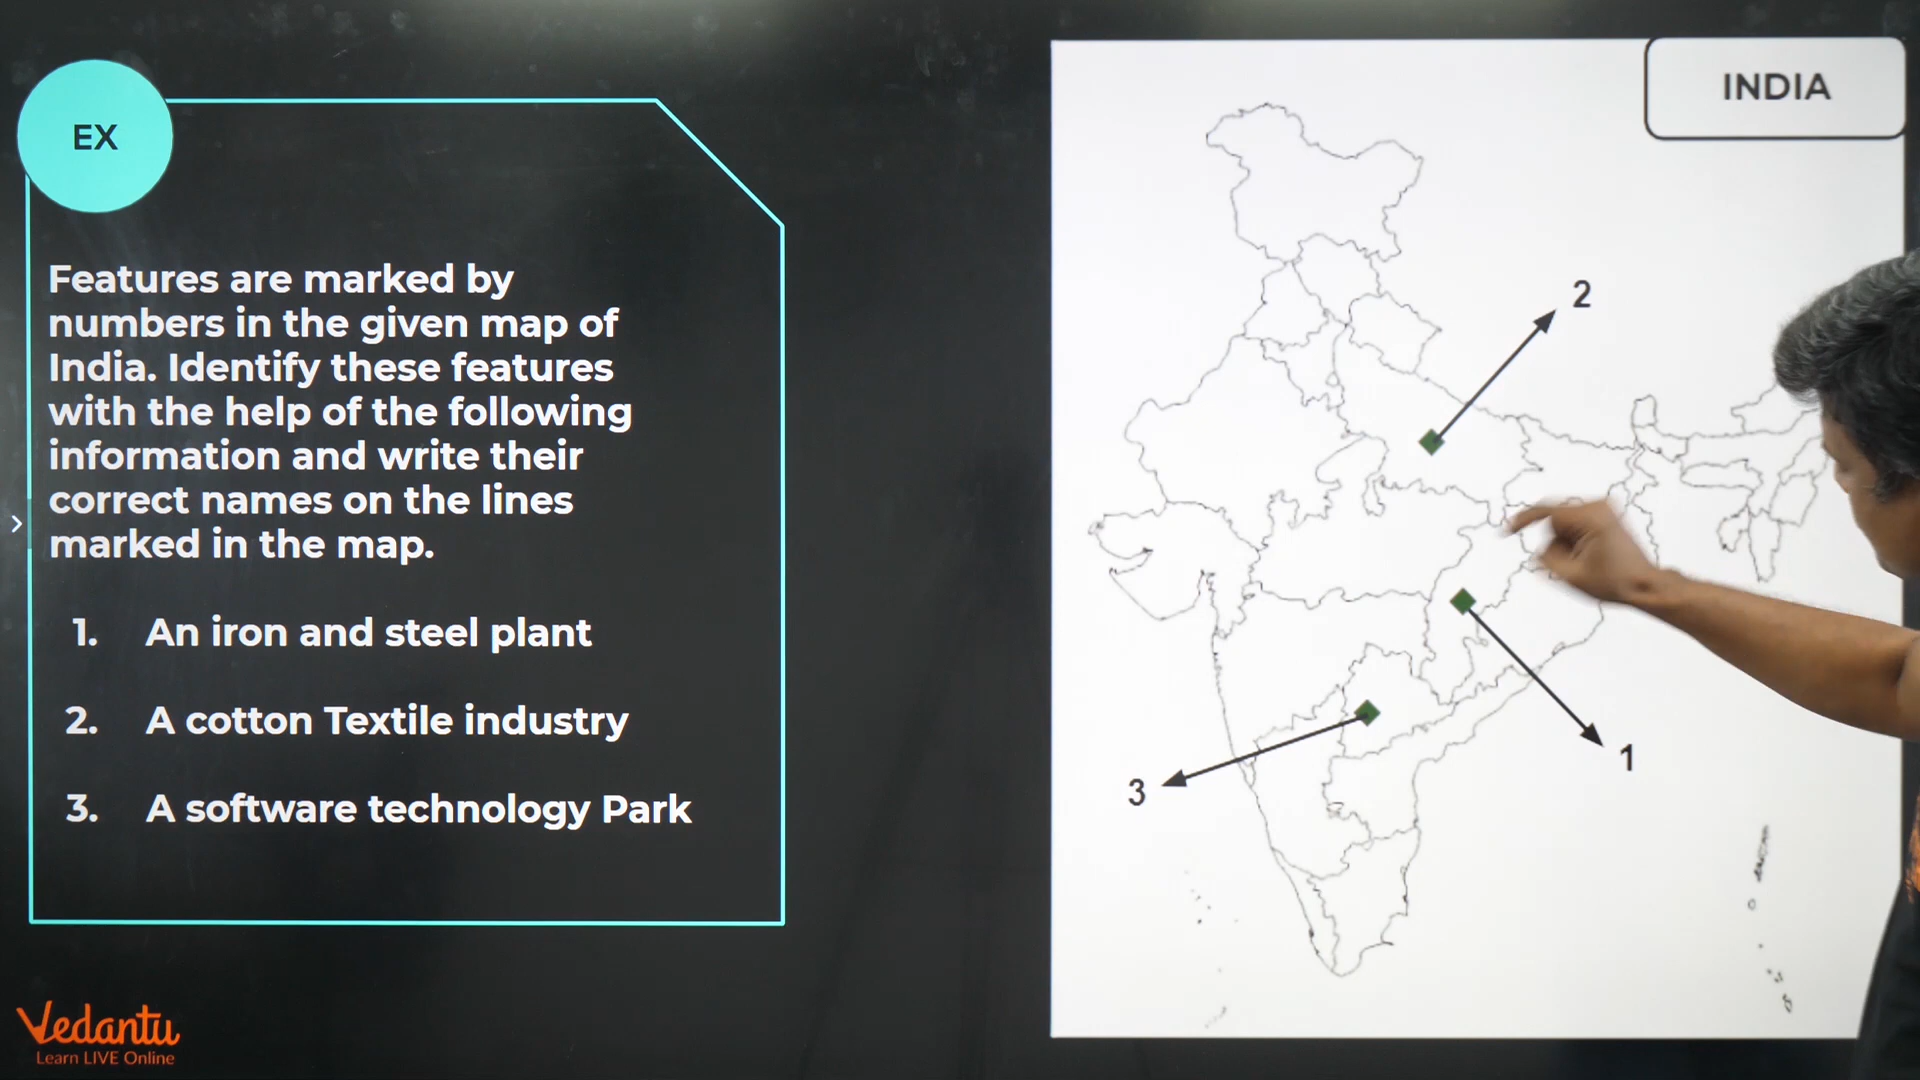 EX
Features are marked by
numbers in the given map of
India. Identify these features
with the help of the following
information and write their
correct names on the lines
marked in the map.
1. An iron and steel plant
2. A cotton Textile industry
3. A software technology Park
INDIA
2
1
3
Vedantu
Learn LIVE Online